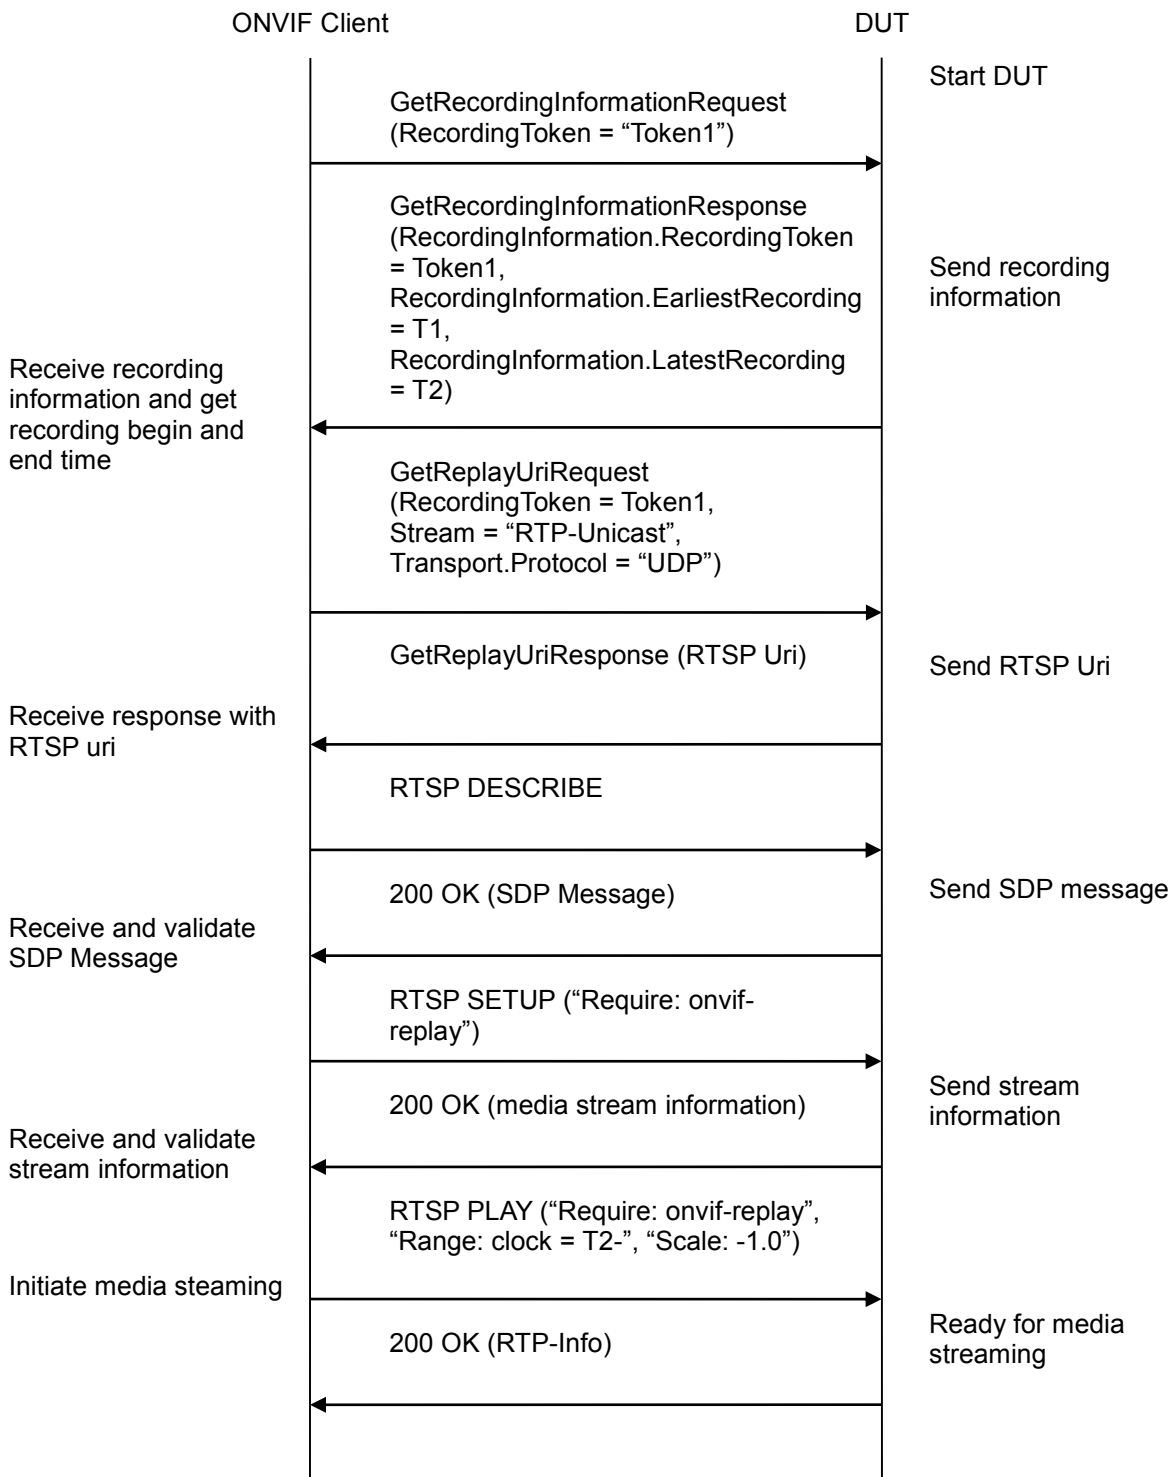 ONVIF Client
DUT
Start DUT
GetRecordingInformationRequest
(RecordingToken = “Token1”)
GetRecordingInformationResponse
(RecordingInformation.RecordingToken
= Token1,
RecordingInformation.EarliestRecording
= T1,
RecordingInformation.LatestRecording
= T2)
Send recording
information
Receive recording
information and get
recording begin and
end time
GetReplayUriRequest
(RecordingToken = Token1,
Stream = “RTP-Unicast”,
Transport.Protocol = “UDP”)
GetReplayUriResponse (RTSP Uri)
Send RTSP Uri
Receive response with
RTSP uri
RTSP DESCRIBE
200 OK (SDP Message)
Send SDP message
Receive and validate
SDP Message
RTSP SETUP (“Require: onvif-
replay”)
200 OK (media stream information)
Send stream
information
Receive and validate
stream information
RTSP PLAY (“Require: onvif-replay”,
“Range: clock = T2-”, “Scale: -1.0”)
Initiate media steaming
200 OK (RTP-Info)
Ready for media
streaming